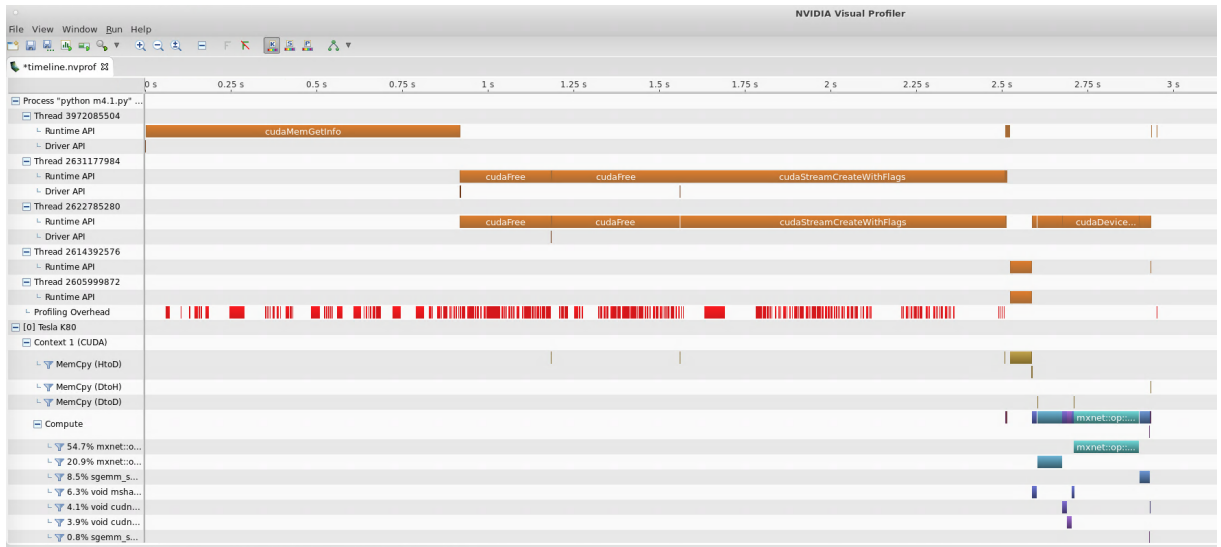 NVIDIA Visual Profiler
File View Window Run Help
*timeline.nvprof
0 s 0.25 s 0.5 s 0.75 s 1 s 1.25 s 1.5 s 1.75 s 2 s 2.25 s 2.5 s 2.75 s 3 s
Process "python m4.1.py" ...
Thread 3972085504
Runtime API cudaMemGetInfo
Driver API
Thread 2631177984
Runtime API cudaFree cudaFree cudaStreamCreateWithFlags
Driver API
Thread 2622785280
Runtime API cudaFree cudaFree cudaStreamCreateWithFlags cudaDevice...
Driver API
Thread 2614392576
Runtime API
Thread 2605999872
Runtime API
Profiling Overhead
[0] Tesla K80
Context 1 (CUDA)
MemCpy (HtoD)
MemCpy (DtoH)
MemCpy (DtoD)
Compute mxnet::op::...
54.7% mxnet::o... mxnet::op::...
20.9% mxnet::o...
8.5% sgemm_s...
6.3% void msha...
4.1% void cudn...
3.9% void cudn...
0.8% sgemm_s...